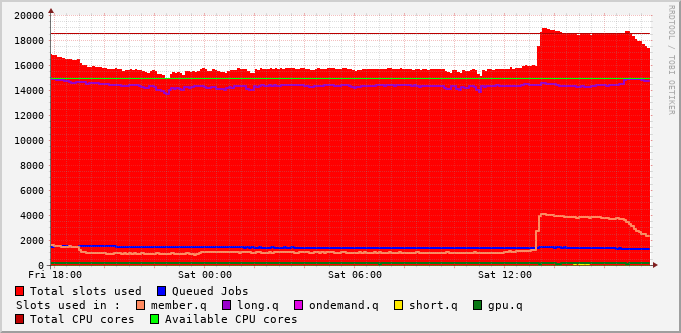 20000
18000
16000
14000
12000
10000
8000
6000
4000
2000
0
Fri 18:00 Sat 00:00 Sat 06:00 Sat 12:00
Total slots used Queued Jobs
Slots used in : member.q long.q ondemand.q short.q gpu.q
Total CPU cores Available CPU cores
RRDTOOL / TOBI OETIKER